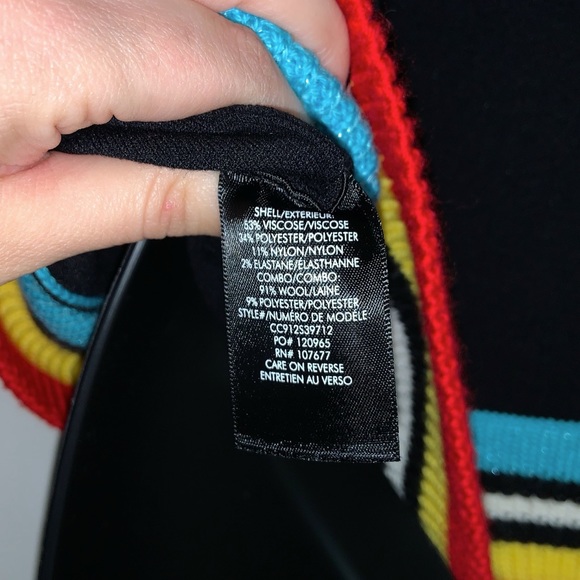 SHELL/EXTERIEUR:
53% VISCOSE/VISCOSE
34% POLYESTER/POLYESTER
11% NYLON/NYLON
2% ELASTANE/ÉLASTHANNE
COMBO/COMBO:
91% WOOL/LAINE
9% POLYESTER/POLYESTER
STYLE#/NUMÉRO DE MODÈLE:
CC912S39712
PO# 120965
RN# 107677
CARE ON REVERSE
ENTRETIEN AU VERSO